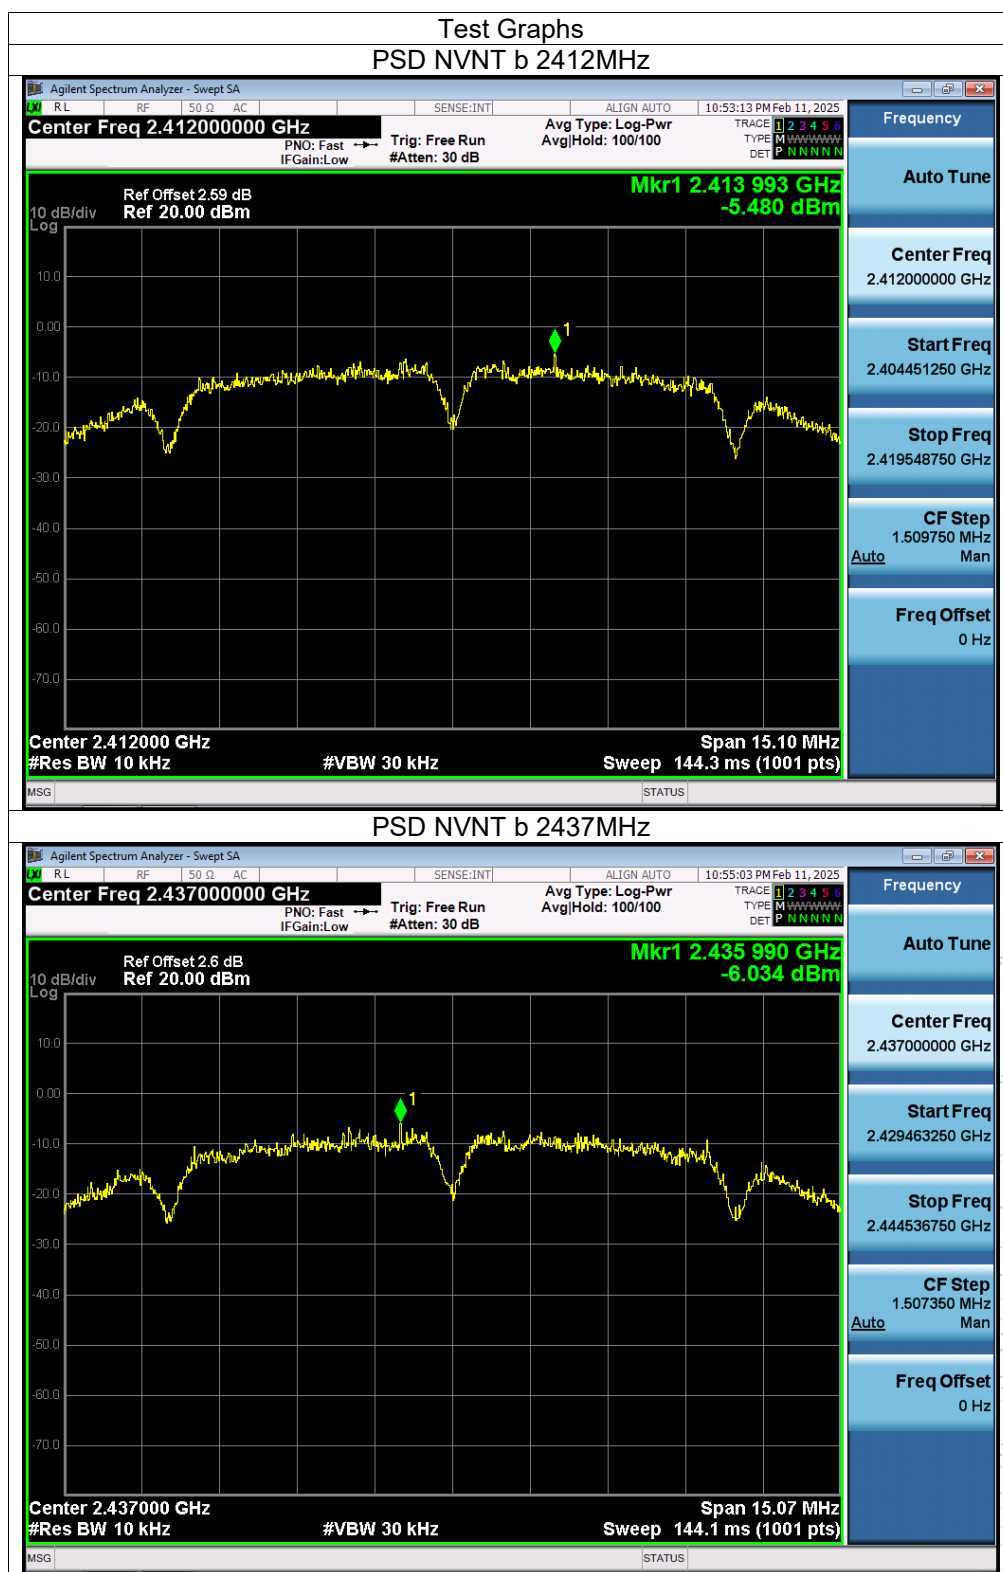 Test Graphs
PSD NVNT b 2412MHz
Agilent Spectrum Analyzer - Swept SA
LXI RL RF 50 Ω AC SENSE:INT ALIGN AUTO 10:53:13 PM Feb 11, 2025
Center Freq 2.412000000 GHz Avg Type: Log-Pwr TRACE 1 2 3 4 5 6
PNO: Fast Trig: Free Run Avg|Hold: 100/100 TYPE M WWWWW
IFGain:Low #Atten: 30 dB DET P N N N N N
Frequency
Auto Tune
Mkr1 2.413 993 GHz
Ref Offset 2.59 dB
10 dB/div Ref 20.00 dBm -5.480 dBm
Log
10.0
0.00
-10.0
-20.0
-30.0
-40.0
-50.0
-60.0
-70.0
1
Center Freq
2.412000000 GHz
Start Freq
2.404451250 GHz
Stop Freq
2.419548750 GHz
CF Step
1.509750 MHz
Auto Man
Freq Offset
0 Hz
Center 2.412000 GHz Span 15.10 MHz
#Res BW 10 kHz #VBW 30 kHz Sweep 144.3 ms (1001 pts)
MSG STATUS
PSD NVNT b 2437MHz
Agilent Spectrum Analyzer - Swept SA
LXI RL RF 50 Ω AC SENSE:INT ALIGN AUTO 10:55:03 PM Feb 11, 2025
Center Freq 2.437000000 GHz Avg Type: Log-Pwr TRACE 1 2 3 4 5 6
PNO: Fast Trig: Free Run Avg|Hold: 100/100 TYPE M WWWWW
IFGain:Low #Atten: 30 dB DET P N N N N N
Frequency
Auto Tune
Mkr1 2.435 990 GHz
Ref Offset 2.6 dB
10 dB/div Ref 20.00 dBm -6.034 dBm
Log
10.0
0.00
-10.0
-20.0
-30.0
-40.0
-50.0
-60.0
-70.0
1
Center Freq
2.437000000 GHz
Start Freq
2.429463250 GHz
Stop Freq
2.444536750 GHz
CF Step
1.507350 MHz
Auto Man
Freq Offset
0 Hz
Center 2.437000 GHz Span 15.07 MHz
#Res BW 10 kHz #VBW 30 kHz Sweep 144.1 ms (1001 pts)
MSG STATUS